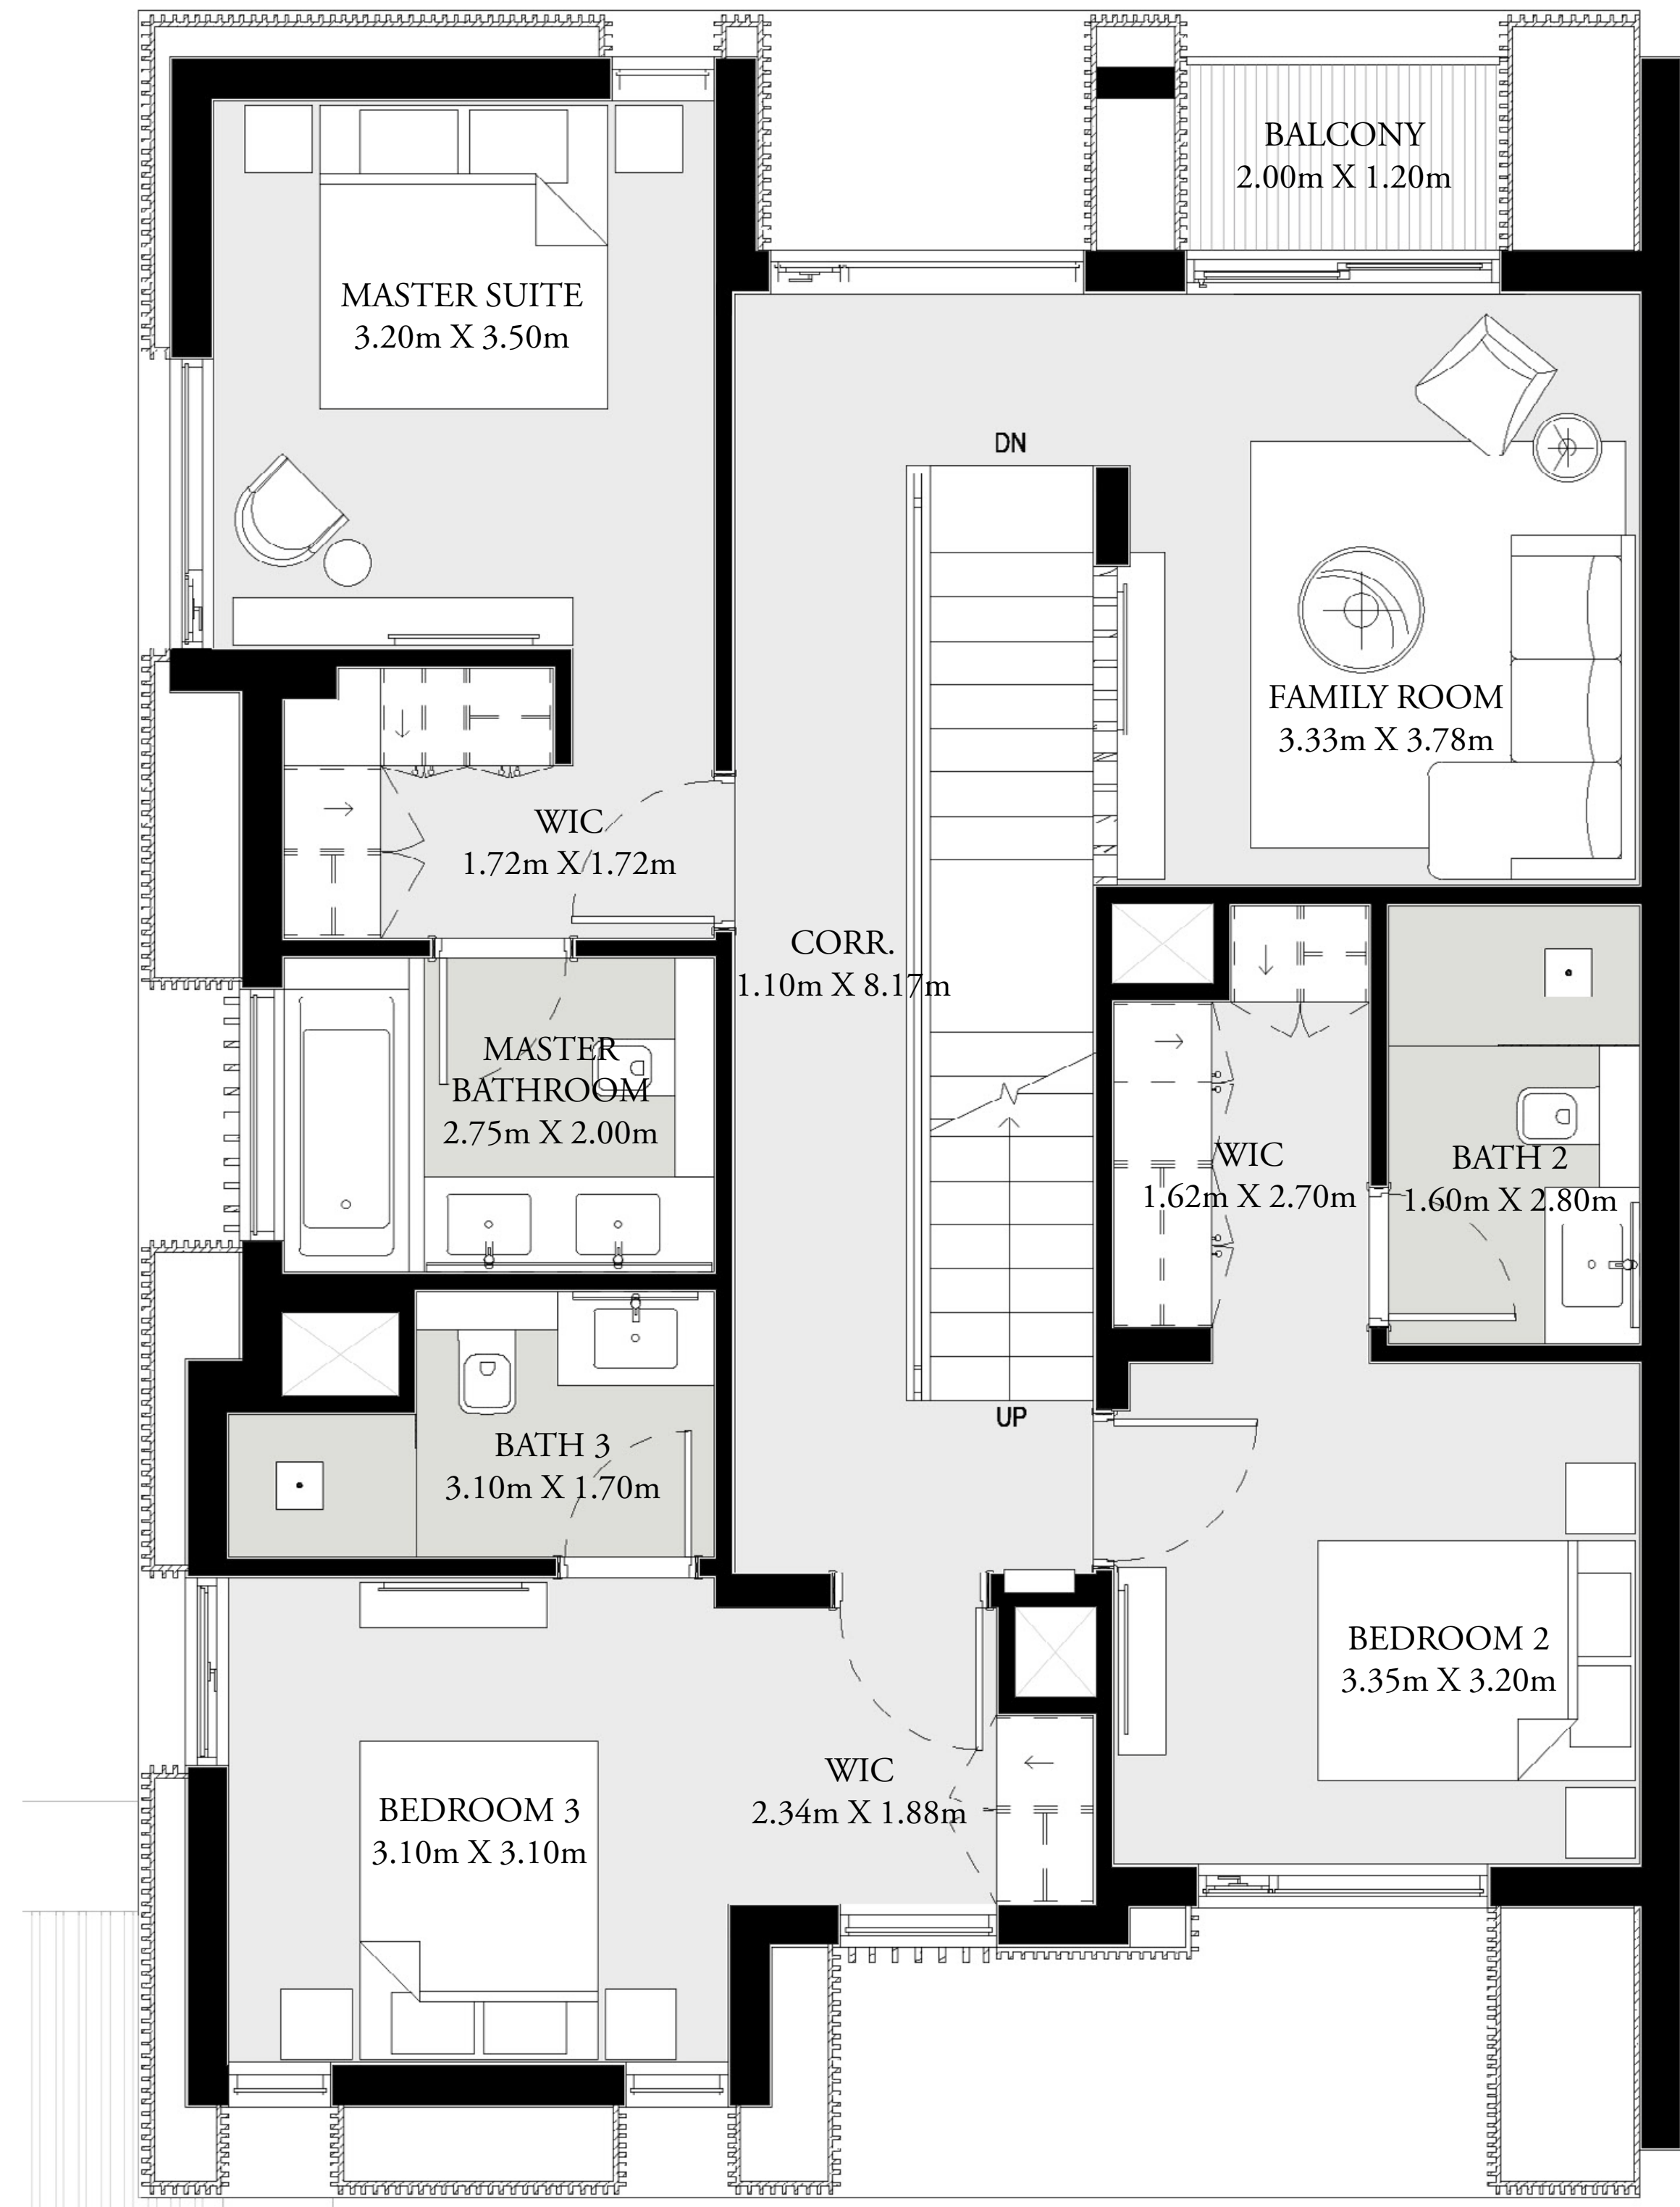 BALCONY
2.00m X 1.20m
MASTER SUITE
3.20m X 3.50m
DN
FAMILY ROOM
3.33m X 3.78m
WIC
1.72m X 1.72m
CORR.
1.10m X 8.17m
MASTER
BATHROOM
2.75m X 2.00m
WIC
1.62m X 2.70m
BATH 2
1.60m X 2.80m
UP
BATH 3
3.10m X 1.70m
BEDROOM 2
3.35m X 3.20m
WIC
2.34m X 1.88m
BEDROOM 3
3.10m X 3.10m